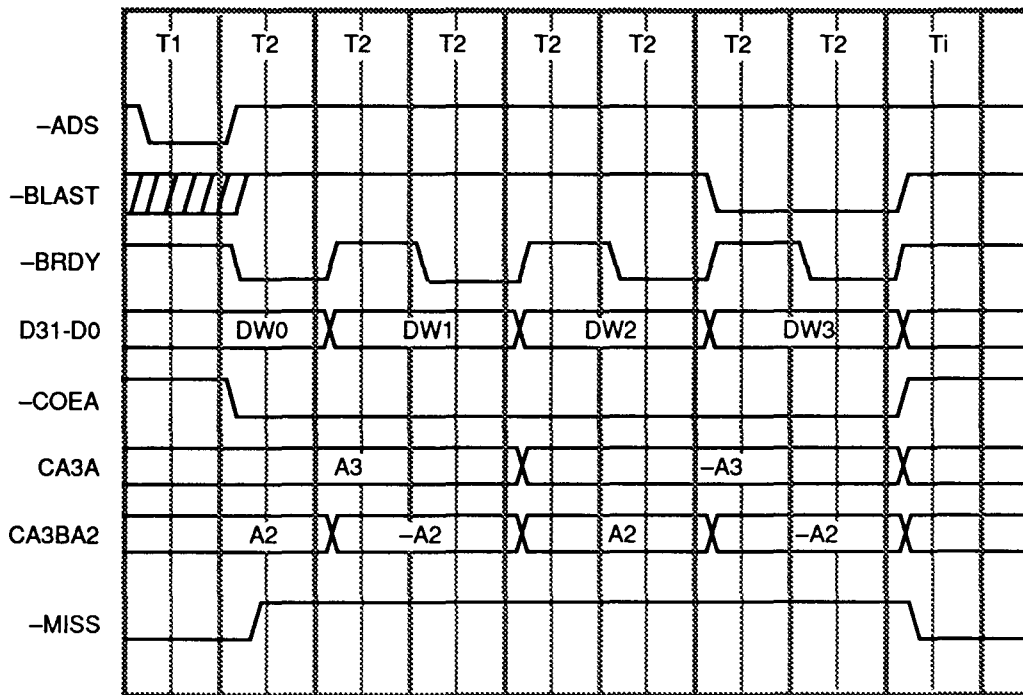 T1 T2 T2 T2 T2 T2 T2 T2 Ti
–ADS
–BLAST
–BRDY
D31-D0 DW0 DW1 DW2 DW3
–COEA
CA3A A3 –A3
CA3BA2 A2 –A2 A2 –A2
–MISS